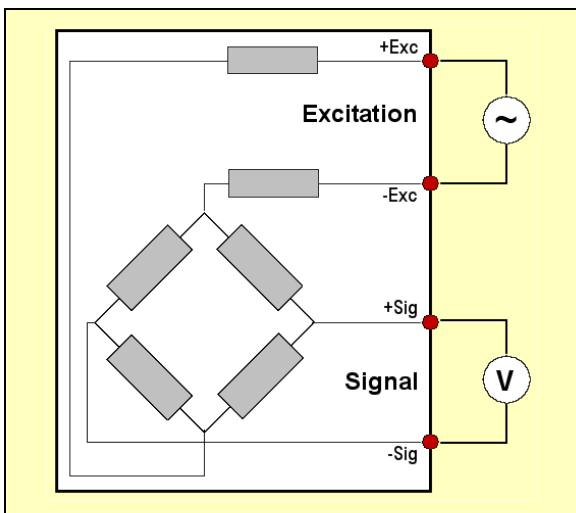 +Exc
Excitation
~
-Exc
+Sig
Signal
V
-Sig